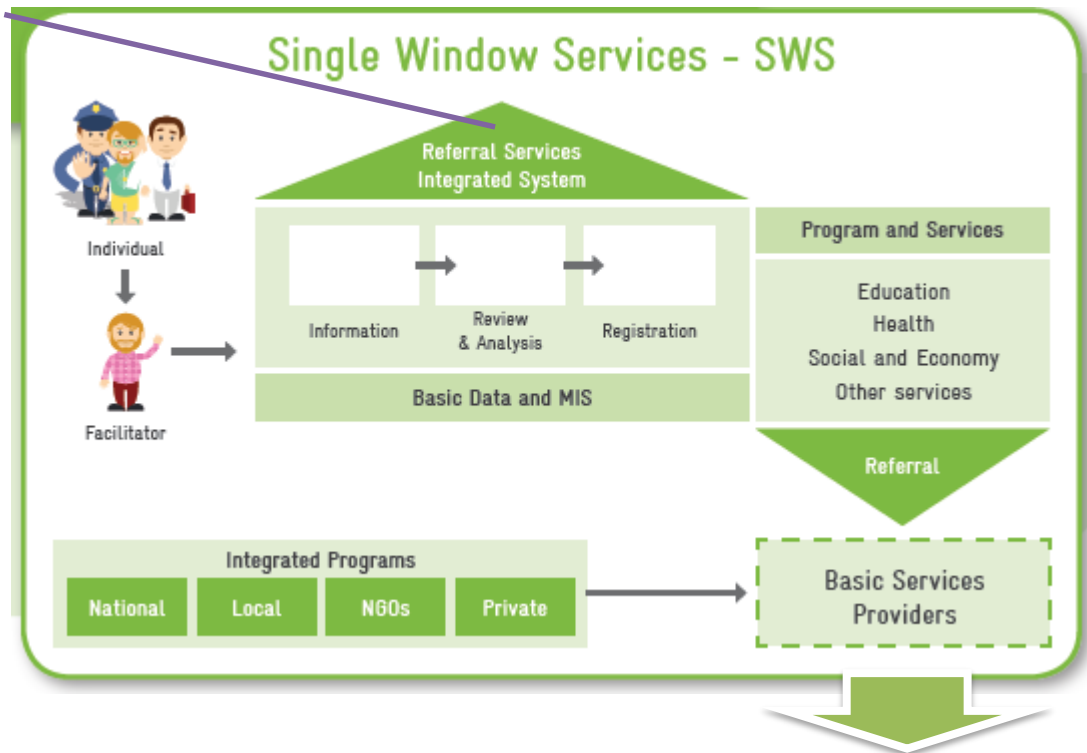 Single Window Services - SWS
Referral Services
Integrated System
Individual
Facilitator
Information
Review
& Analysis
Registration
Basic Data and MIS
Program and Services
Education
Health
Social and Economy
Other services
Referral
Integrated Programs
National
Local
NGOs
Private
Basic Services
Providers